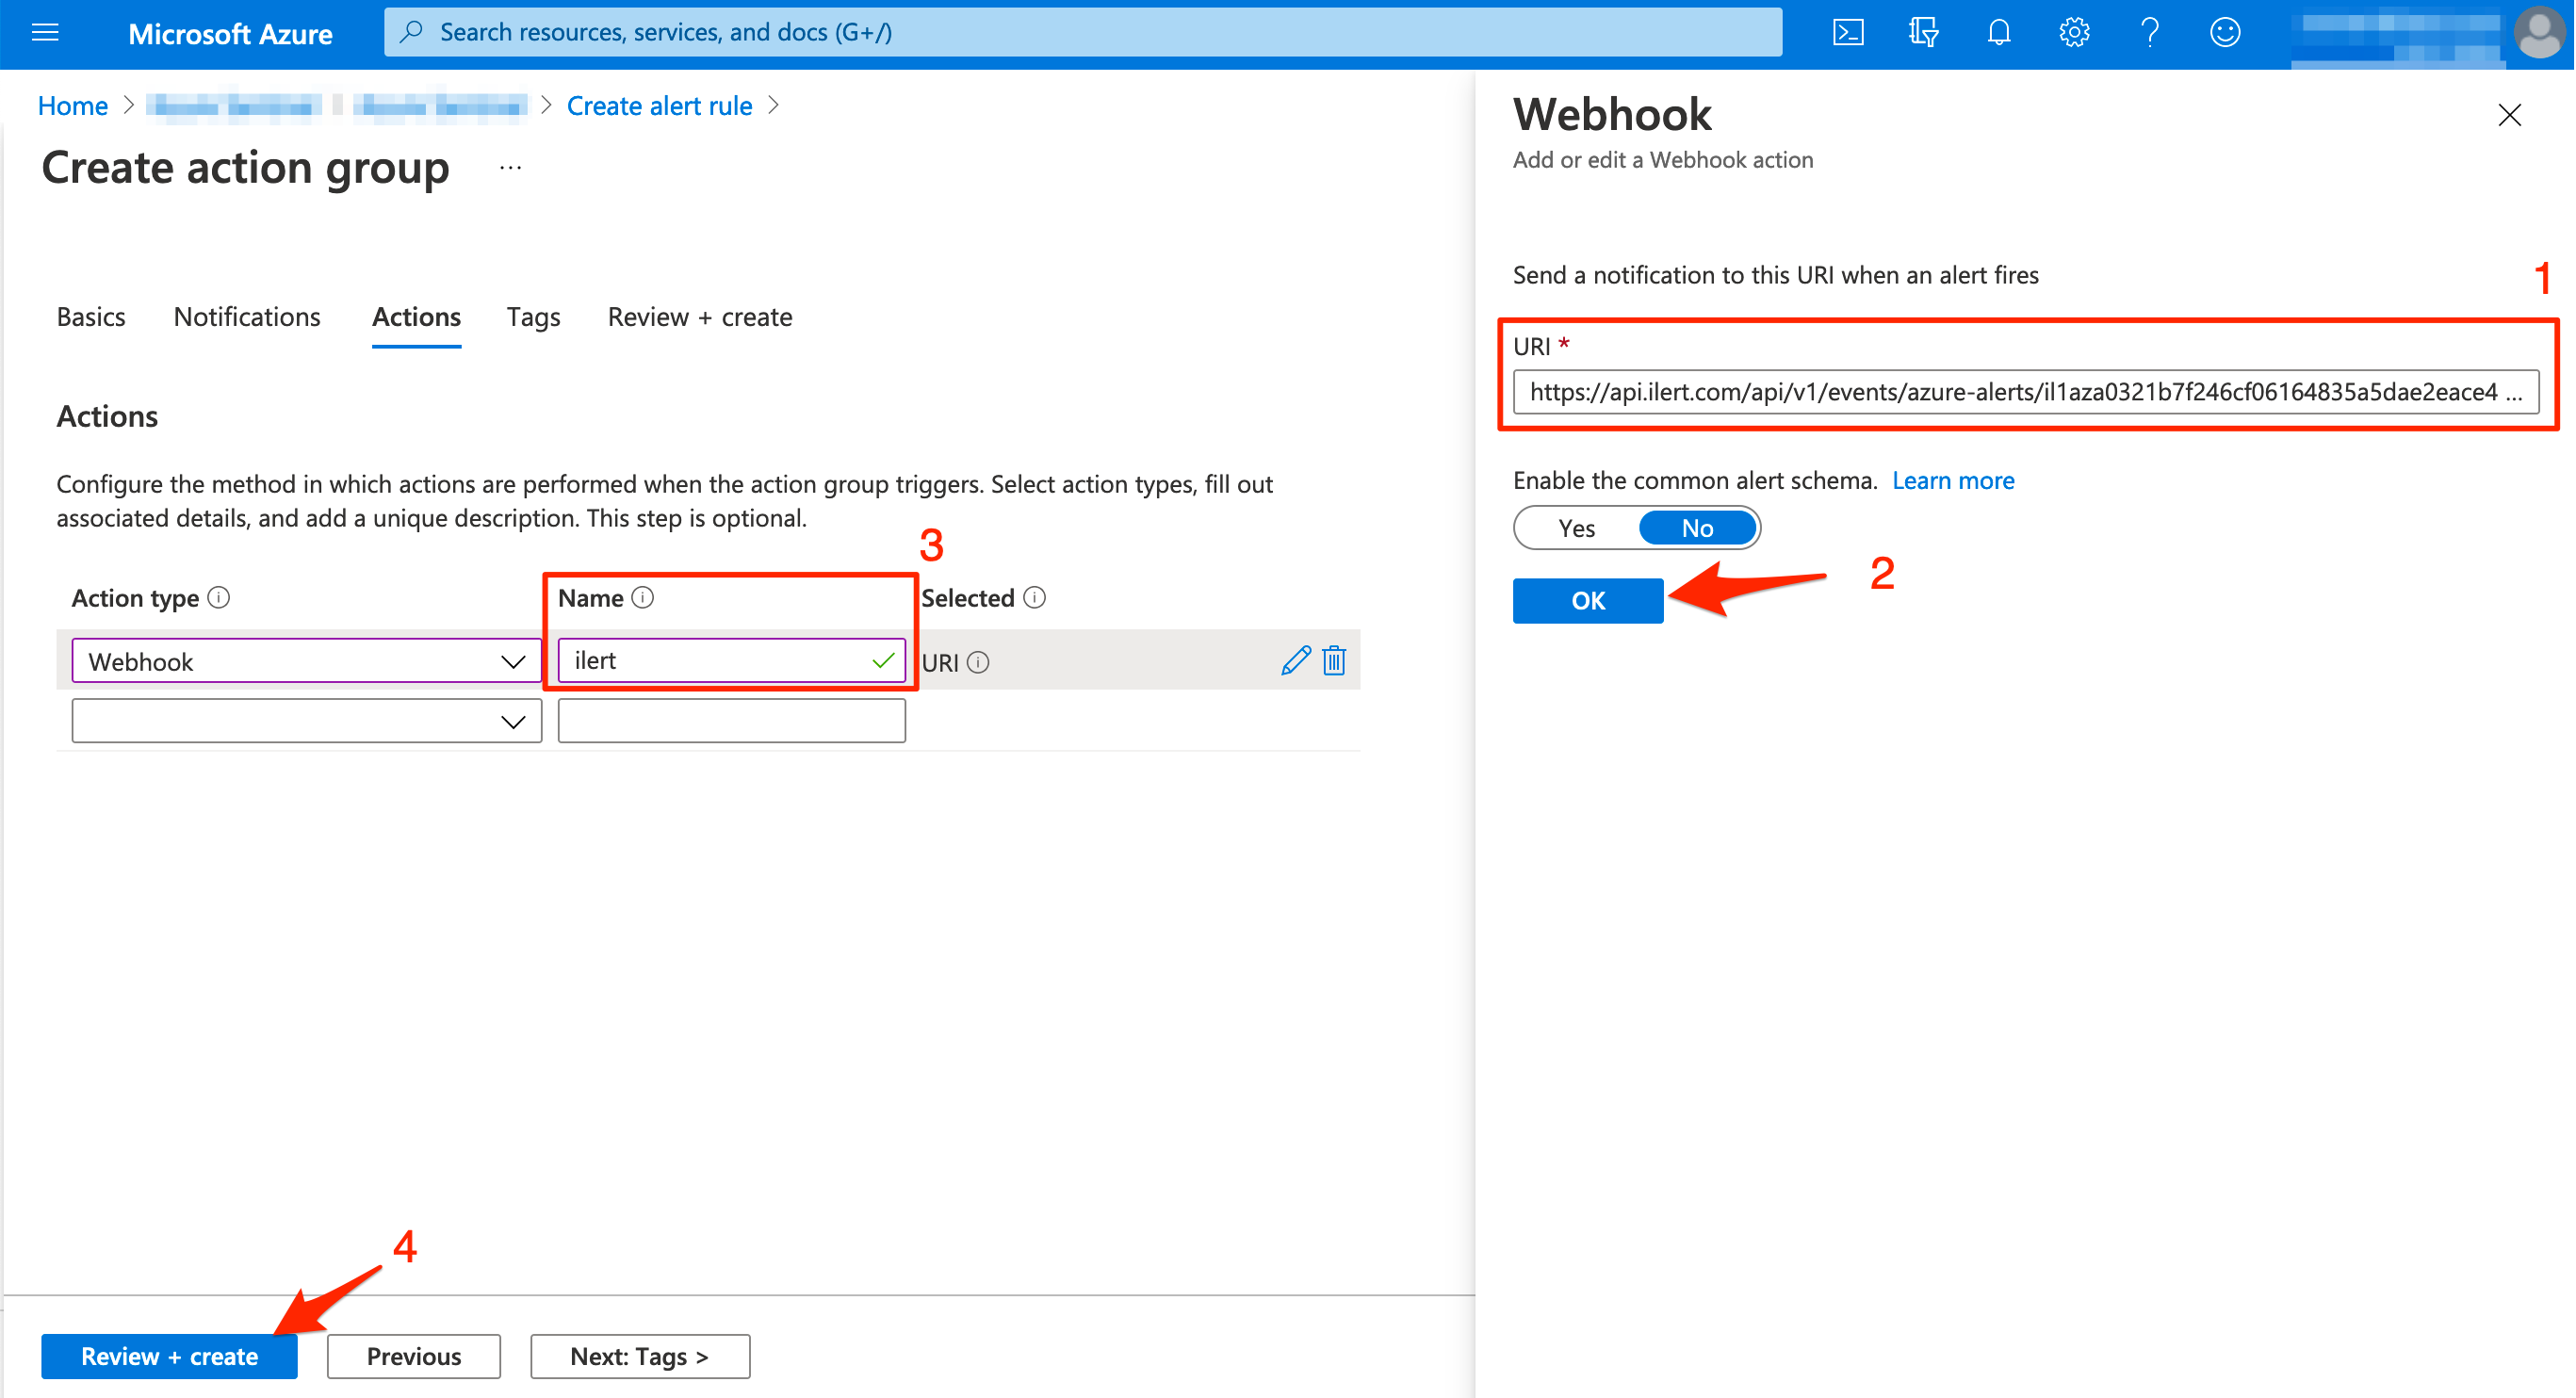 Microsoft Azure
Search resources, services, and docs (G+/)
Home > > Create alert rule >
Create action group ...
Basics Notifications Actions Tags Review + create
Actions
Configure the method in which actions are performed when the action group triggers. Select action types, fill out
associated details, and add a unique description. This step is optional.
3
Action type Name Selected
Webhook ilert URI
4
Review + create Previous Next: Tags >
Webhook
Add or edit a Webhook action
Send a notification to this URI when an alert fires
1
URI *
https://api.ilert.com/api/v1/events/azure-alerts/il1aza0321b7f246cf06164835a5dae2eace4 ...
Enable the common alert schema. Learn more
Yes No
2
OK